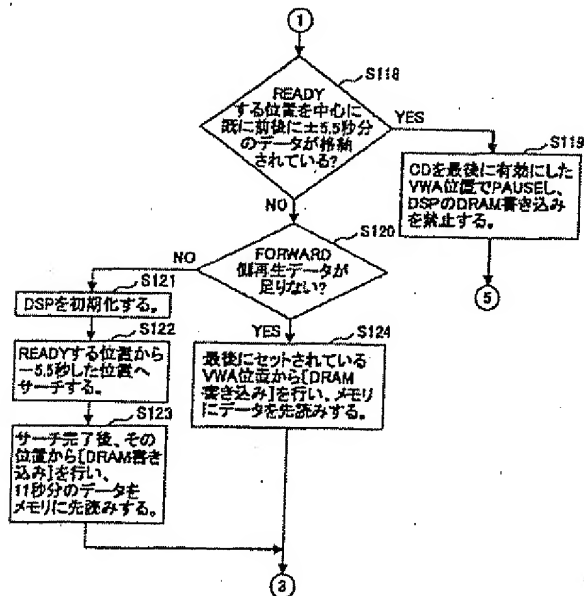 1
S118
READY
する位置を中心に
既に前後に±5.5秒分
のデータが格納
されている?
YES
S119
CDを最後に有効にした
VWA位置でPAUSEし、
DSPのDRAM書き込み
を禁止する。
5
NO
S120
FORWARD
側再生データが
足りない?
NO
S121
DSPを初期化する。
S122
READYする位置から
-5.5秒した位置へ
サーチする。
S123
サーチ完了後、その
位置から[DRAM書き
込み]を行い、
11秒分のデータを
メモリに先読みする。
YES
S124
最後にセットされている
VWA位置から[DRAM
書き込み]を行い、メモリ
にデータを先読みする。
3